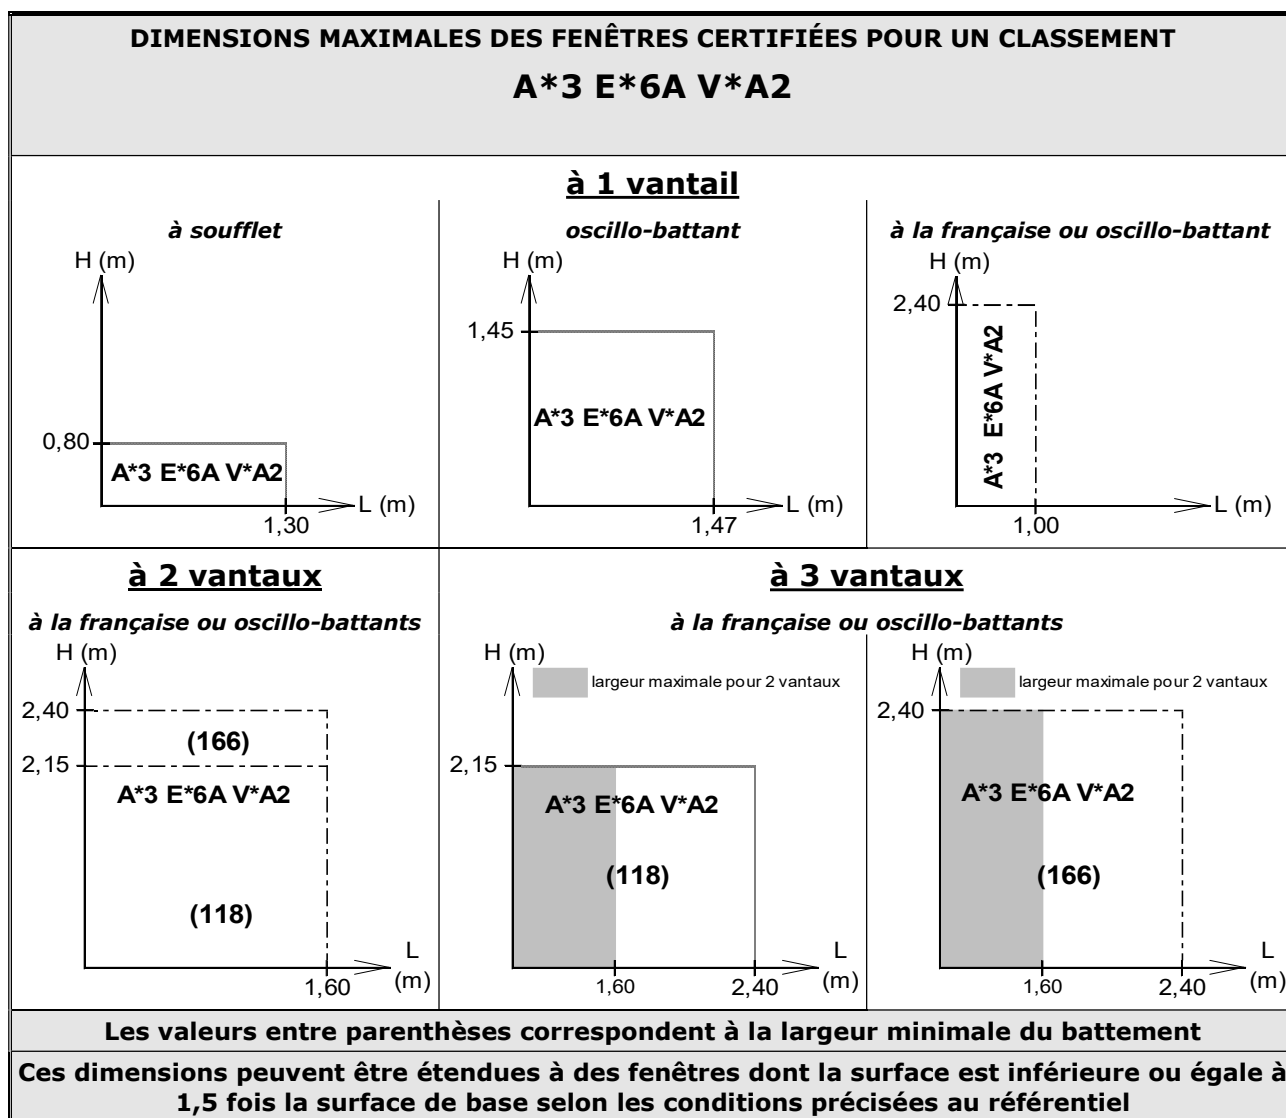 DIMENSIONS MAXIMALES DES FENÊTRES CERTIFIÉES POUR UN CLASSEMENT
A*3 E*6A V*A2
à 1 vantail
à soufflet
H (m)
0,80
A*3 E*6A V*A2
L (m)
1,30
oscillo-battant
H (m)
1,45
A*3 E*6A V*A2
L (m)
1,47
à la française ou oscillo-battant
H (m)
2,40
A*3 E*6A V*A2
L (m)
1,00
à 2 vantaux
à la française ou oscillo-battants
H (m)
2,40
(166)
2,15
A*3 E*6A V*A2
(118)
L
(m)
1,60
à 3 vantaux
à la française ou oscillo-battants
H (m)
largeur maximale pour 2 vantaux
2,15
A*3 E*6A V*A2
(118)
L
(m)
1,60
2,40
H (m)
largeur maximale pour 2 vantaux
2,40
A*3 E*6A V*A2
(166)
L
(m)
1,60
2,40
Les valeurs entre parenthèses correspondent à la largeur minimale du battement
Ces dimensions peuvent être étendues à des fenêtres dont la surface est inférieure ou égale à
1,5 fois la surface de base selon les conditions précisées au référentiel